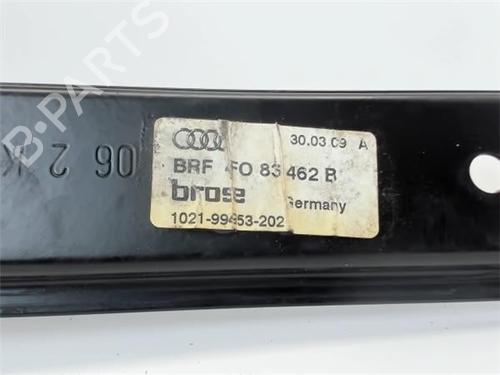 30.03 09 A
BRF 4F0 83 462 B
brose Germany
1021-99453-202
06 2 K
B-PARTS